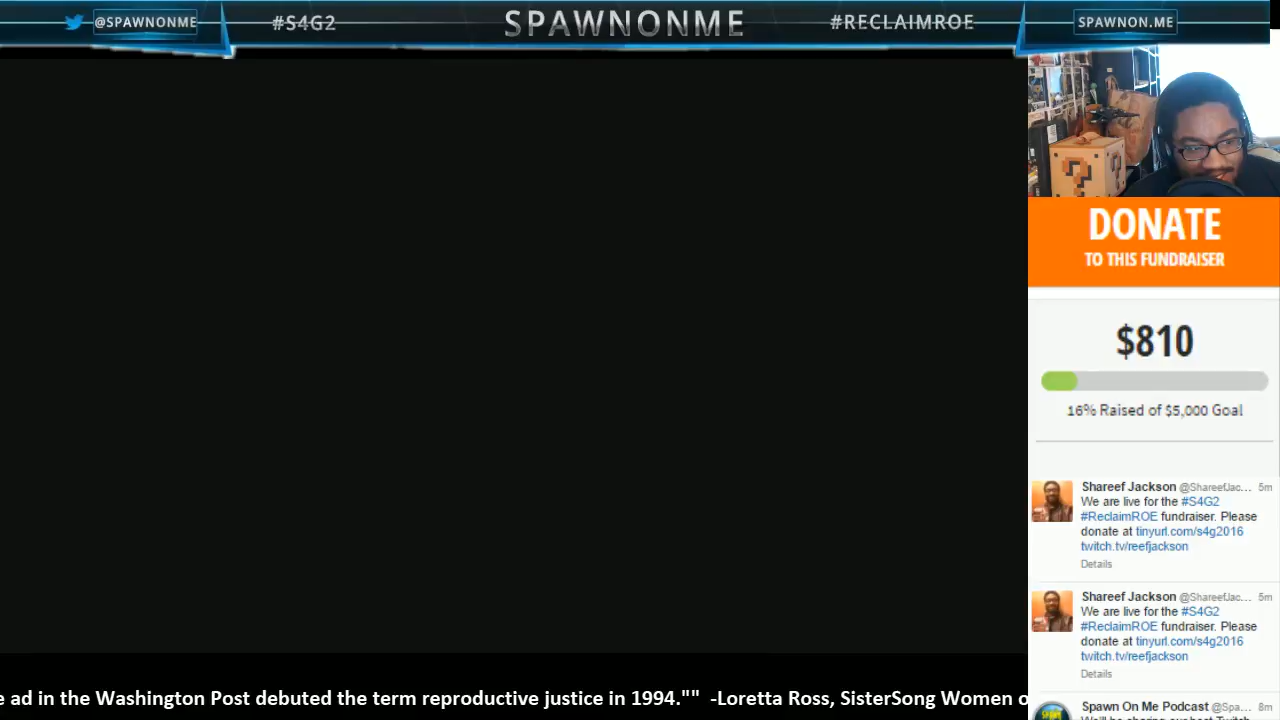 @SPAWNONME
#S4G2
SPAWNONME
#RECLAIMROE
SPAWNON.ME
DONATE
TO THIS FUNDRAISER
$810
16% Raised of $5,000 Goal
Shareef Jackson @ShareefJac... 5m
We are live for the #S4G2
#ReclaimROE fundraiser. Please
donate at tinyurl.com/s4g2016
twitch.tv/reefjackson
Details
Shareef Jackson @ShareefJac... 5m
We are live for the #S4G2
#ReclaimROE fundraiser. Please
donate at tinyurl.com/s4g2016
twitch.tv/reefjackson
Details
Spawn On Me Podcast @Spa... 8m
e ad in the Washington Post debuted the term reproductive justice in 1994."" -Loretta Ross, SisterSong Women o